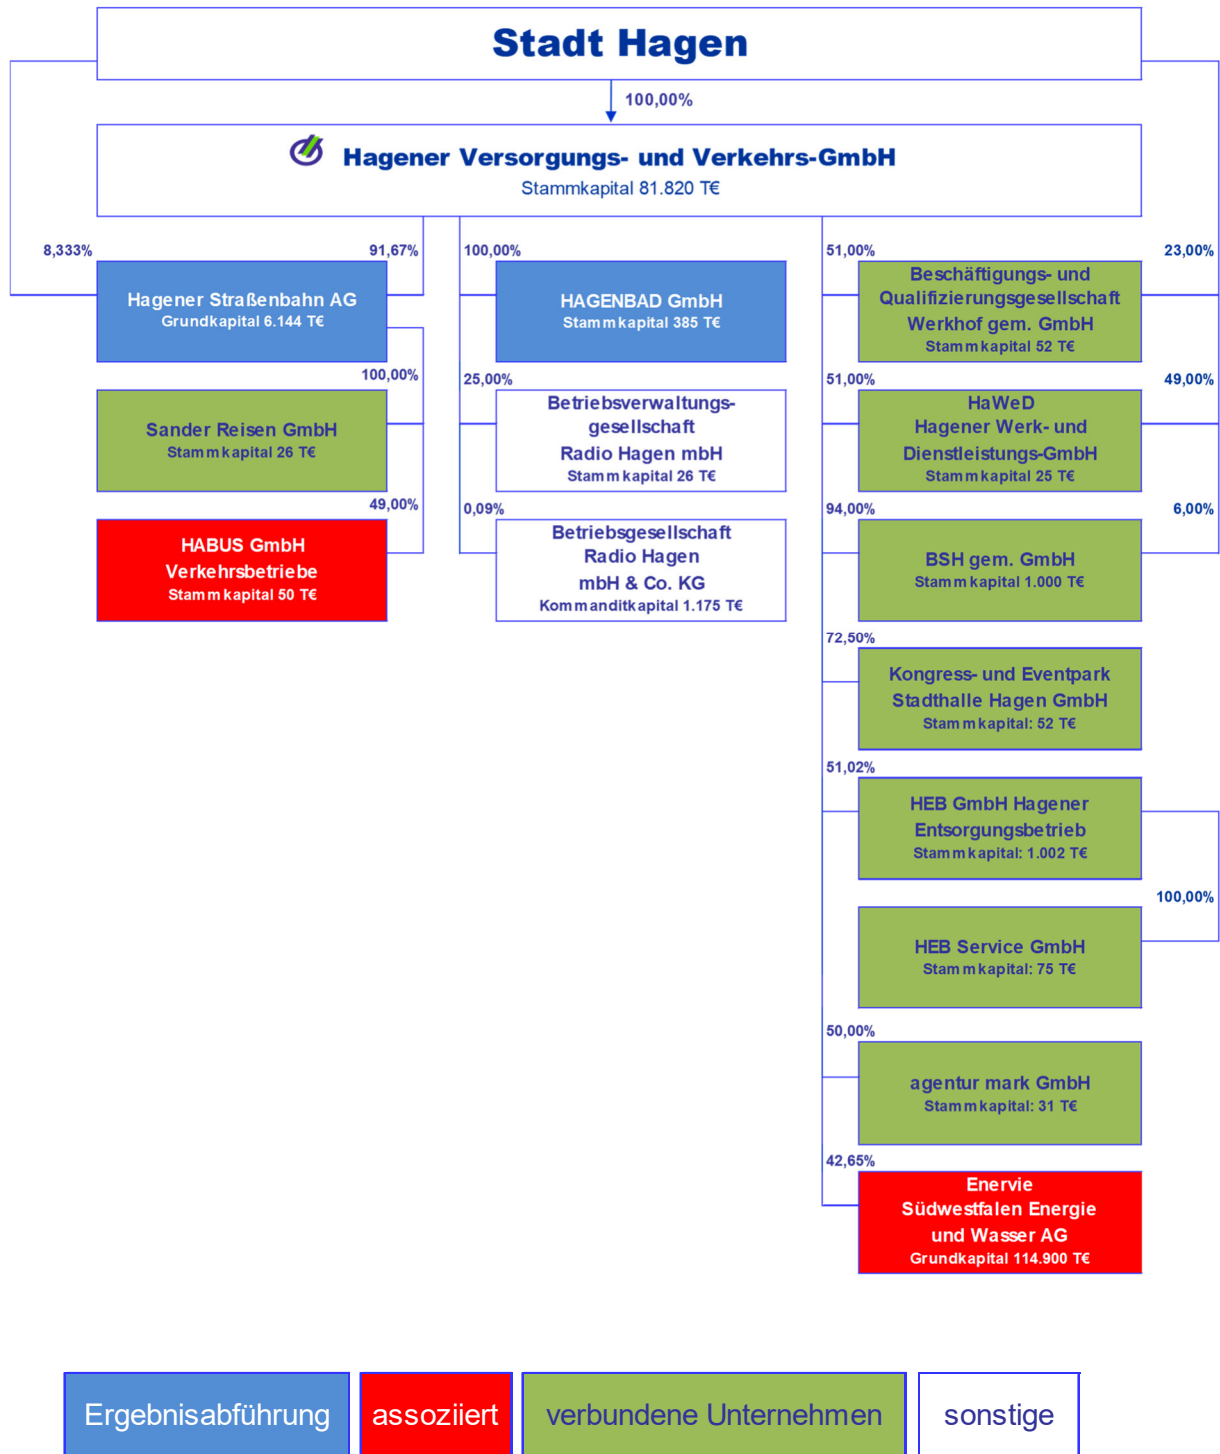 Stadt Hagen
100,00%
Hagener Versorgungs- und Verkehrs-GmbH
Stammkapital 81.820 T€
8,333%
91,67%
Hagener Straßenbahn AG
Grundkapital 6.144 T€
100,00%
Sander Reisen GmbH
Stammkapital 26 T€
49,00%
HABUS GmbH
Verkehrsbetriebe
Stammkapital 50 T€
100,00%
HAGENBAD GmbH
Stammkapital 385 T€
25,00%
Betriebsverwaltungs-
gesellschaft
Radio Hagen mbH
Stammkapital 26 T€
0,09%
Betriebsgesellschaft
Radio Hagen
mbH & Co. KG
Kommanditkapital 1.175 T€
51,00%
23,00%
Beschäftigungs- und
Qualifizierungsgesellschaft
Werkhof gem. GmbH
Stammkapital 52 T€
51,00%
49,00%
HaWeD
Hagener Werk- und
Dienstleistungs-GmbH
Stammkapital 25 T€
94,00%
6,00%
BSH gem. GmbH
Stammkapital 1.000 T€
72,50%
Kongress- und Eventpark
Stadthalle Hagen GmbH
Stammkapital: 52 T€
51,02%
HEB GmbH Hagener
Entsorgungsbetrieb
Stammkapital: 1.002 T€
100,00%
HEB Service GmbH
Stammkapital: 75 T€
50,00%
agentur mark GmbH
Stammkapital: 31 T€
42,65%
Enervie
Südwestfalen Energie
und Wasser AG
Grundkapital 114.900 T€
Ergebnisabführung
assoziiert
verbundene Unternehmen
sonstige